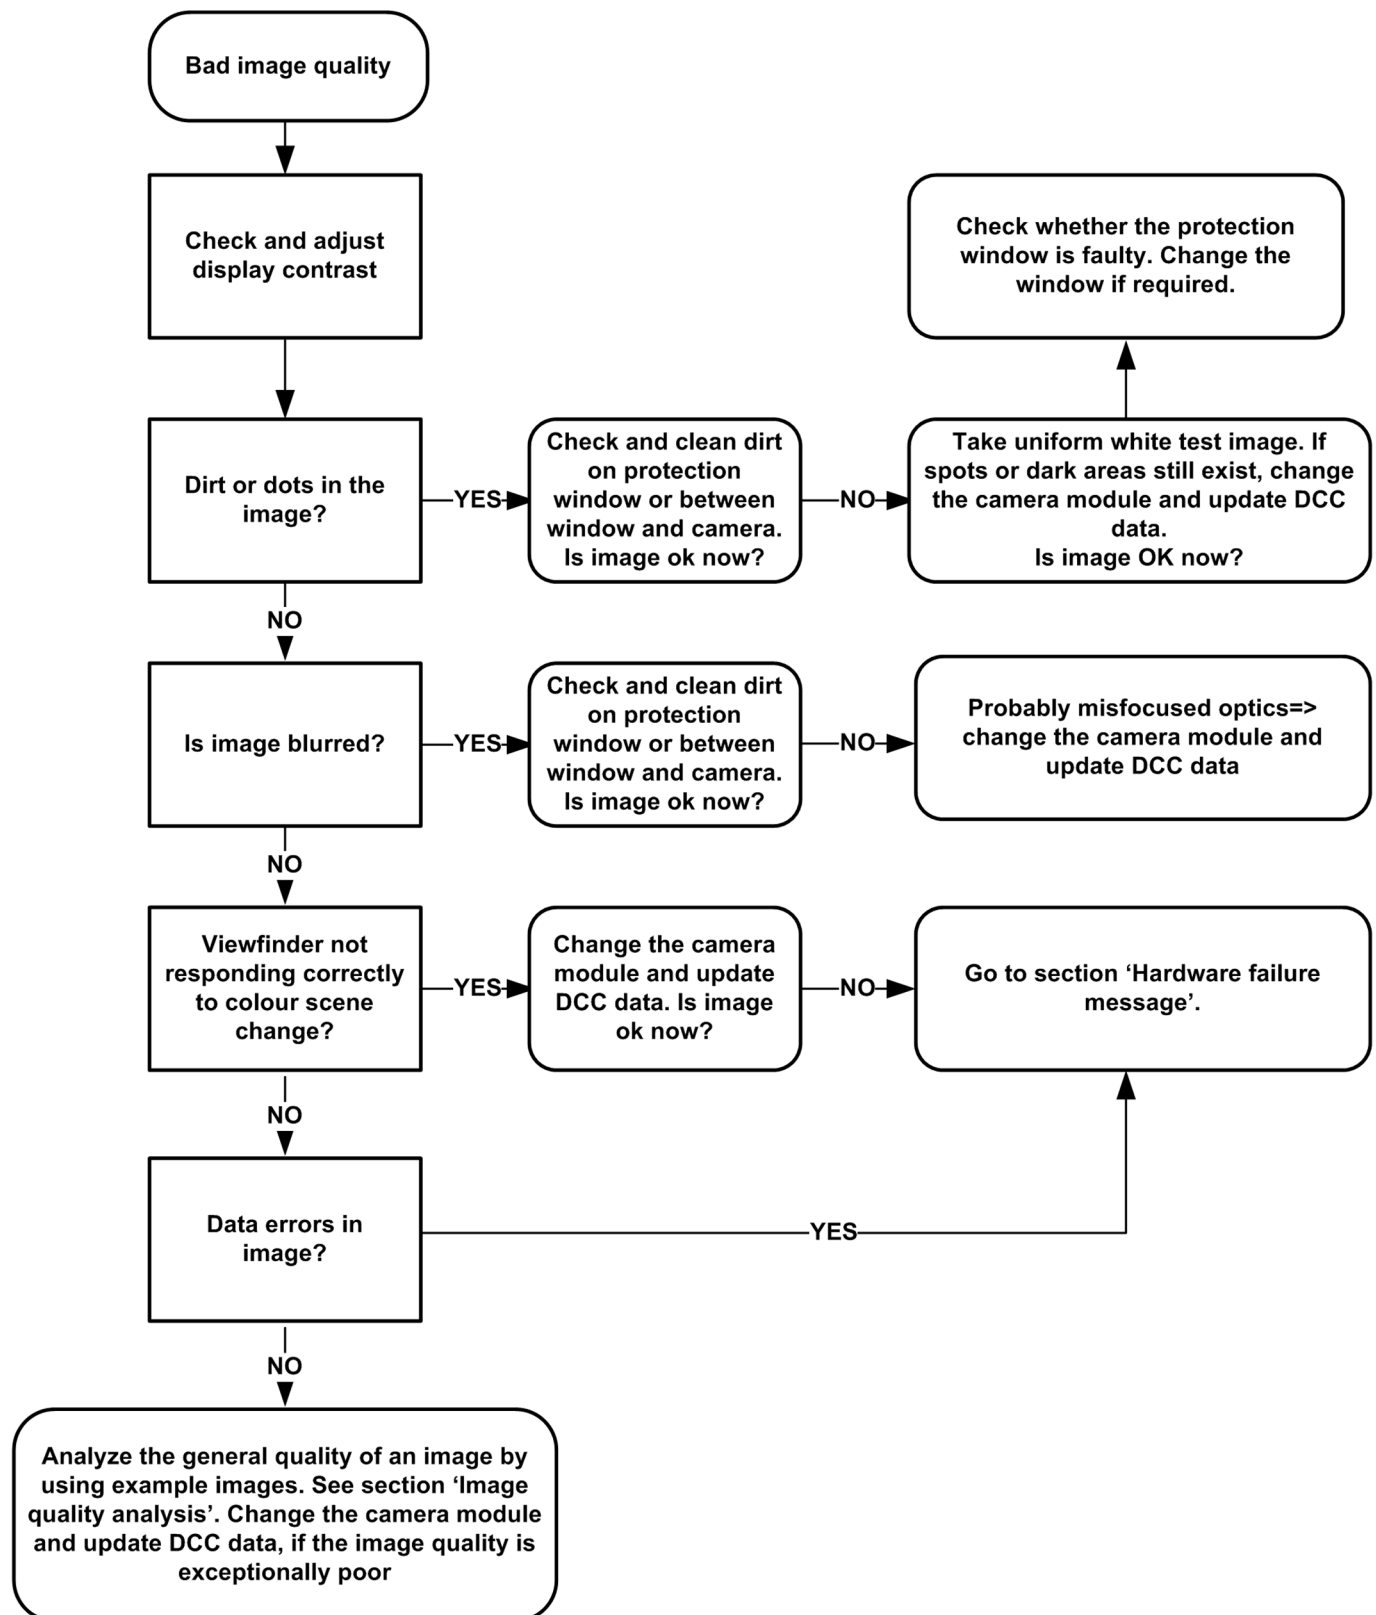 Bad image quality
Check and adjust
display contrast
Check whether the protection
window is faulty. Change the
window if required.
Dirt or dots in the
image?
YES
Check and clean dirt
on protection
window or between
window and camera.
Is image ok now?
NO
Take uniform white test image. If
spots or dark areas still exist, change
the camera module and update DCC
data.
Is image OK now?
NO
Is image blurred?
YES
Check and clean dirt
on protection
window or between
window and camera.
Is image ok now?
NO
Probably misfocused optics=>
change the camera module and
update DCC data
NO
Viewfinder not
responding correctly
to colour scene
change?
YES
Change the camera
module and update
DCC data. Is image
ok now?
NO
Go to section ‘Hardware failure
message’.
NO
Data errors in
image?
YES
NO
Analyze the general quality of an image by
using example images. See section ‘Image
quality analysis’. Change the camera module
and update DCC data, if the image quality is
exceptionally poor